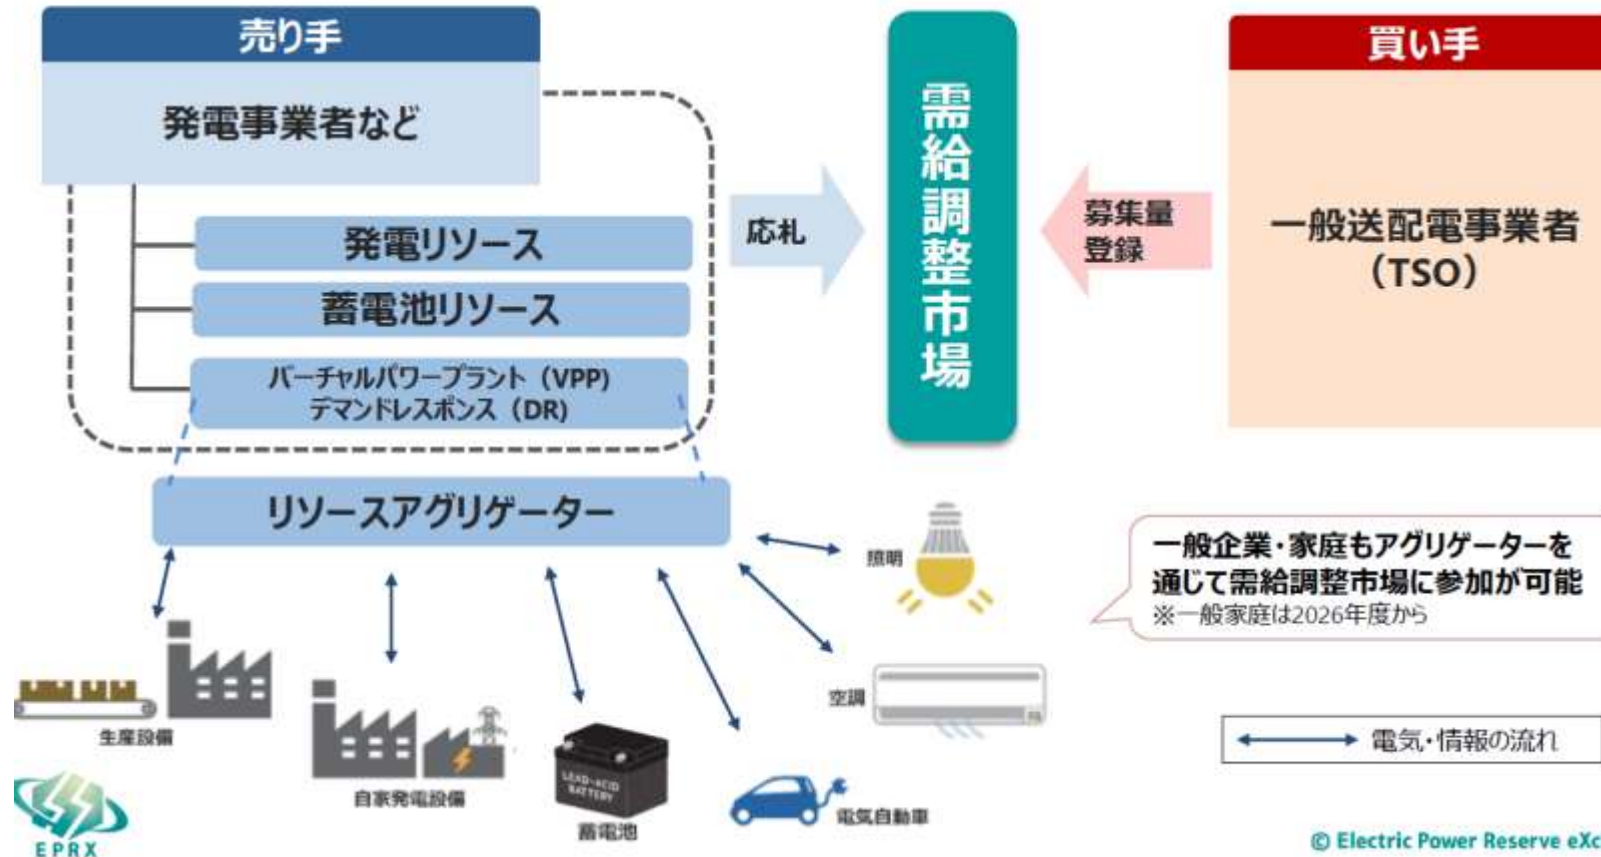 売り手
発電事業者など
発電リソース
蓄電池リソース
バーチャルパワープラント（VPP)
デマンドレスポンス（DR)
応札
需給調整市場
募集量
登録
買い手
一般送配電事業者
（TSO）
リソースアグリゲーター
照明
空調
生産設備
自家発電設備
LEAD-ACID
BATTERY
蓄電池
電気自動車
一般企業・家庭もアグリゲーターを
通じて需給調整市場に参加が可能
※一般家庭は2026年度から
電気・情報の流れ
EPRX
© Electric Power Reserve eXc